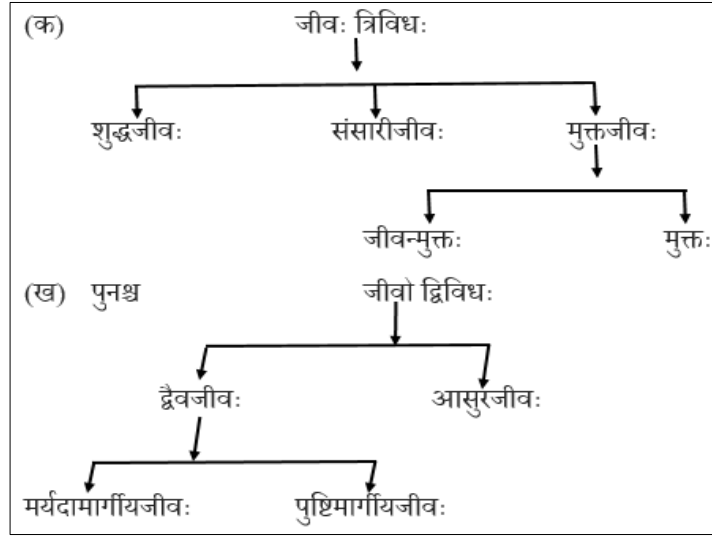 (क) जीवः त्रिविधः
शुद्धजीवः संसारीजीवः मुक्तजीवः
जीवन्मुक्तः मुक्तः
(ख) पुनश्च जीवो द्विविधः
द्वैवजीवः आसुरजीवः
मर्यदामार्गीयजीवः पुष्टिमार्गीयजीवः